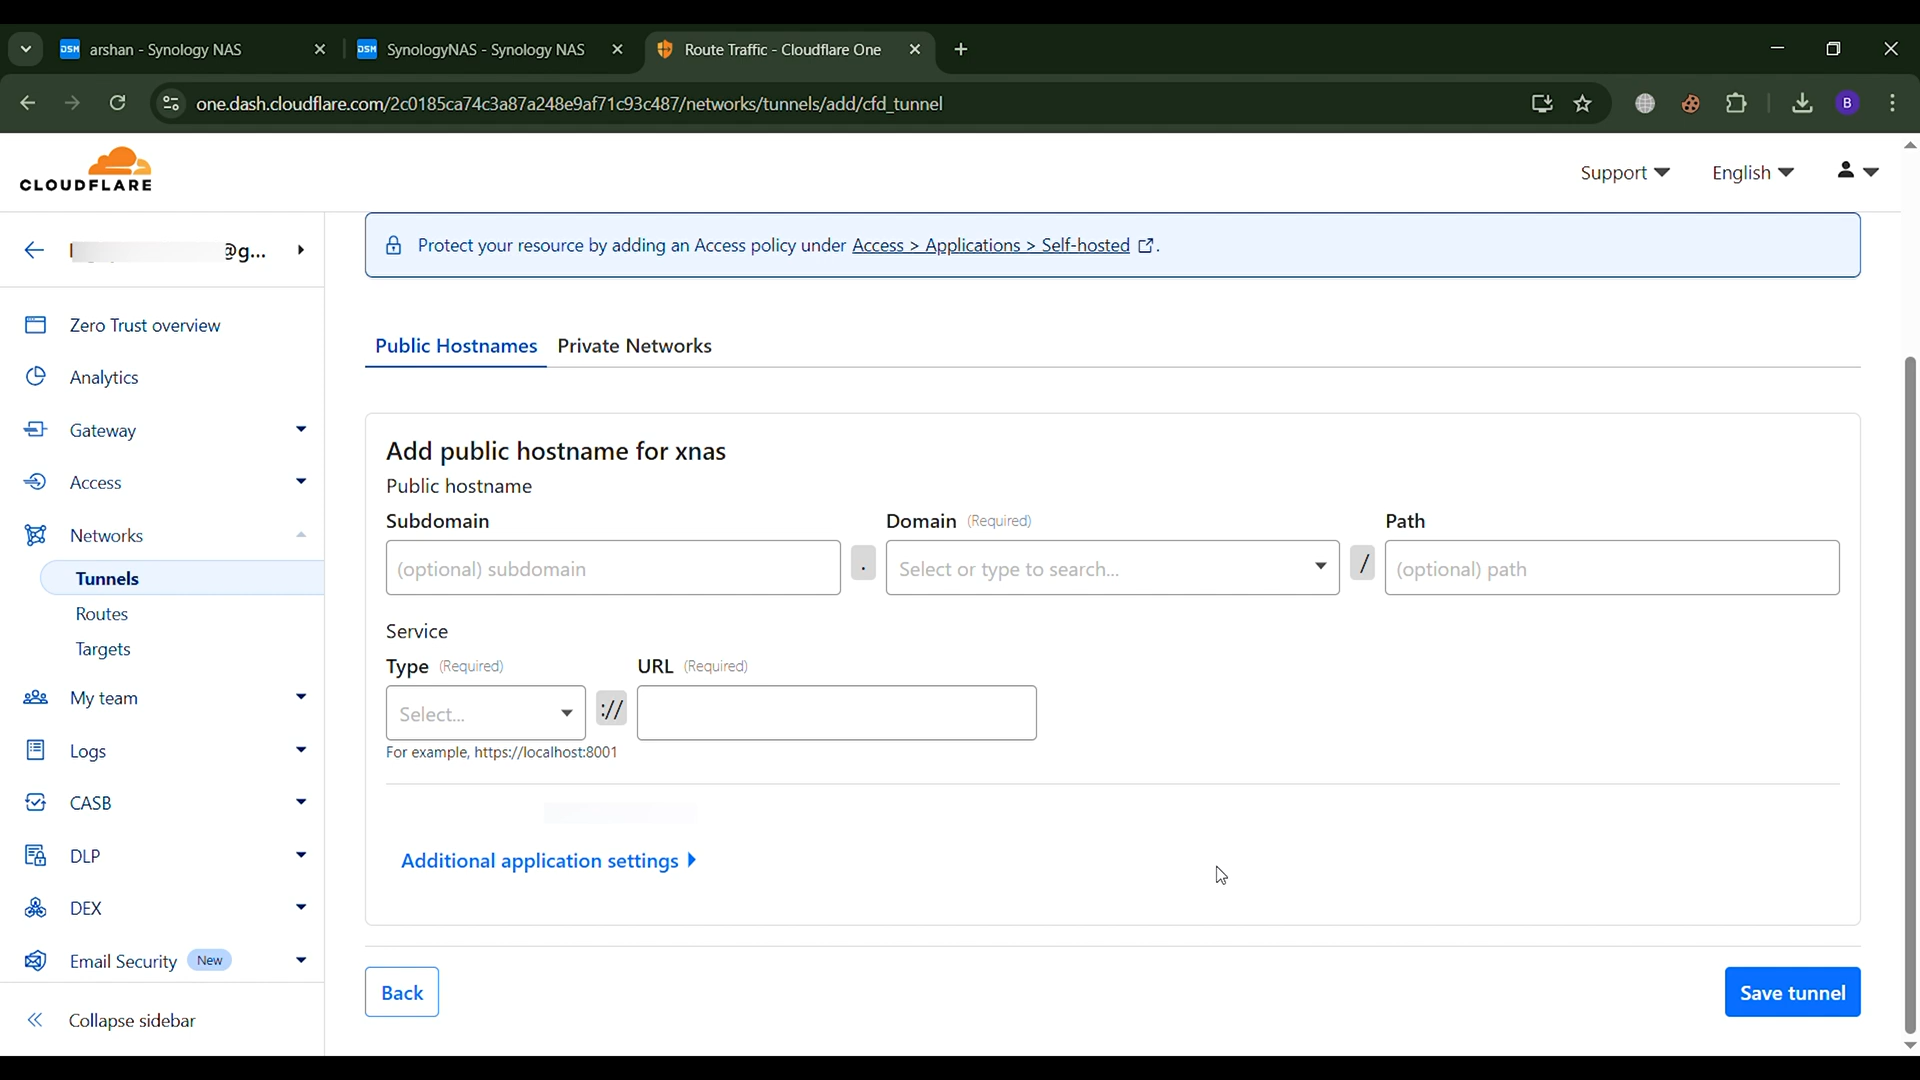 DSM arshan - Synology NAS
DSM SynologyNAS - Synology NAS
Route Traffic - Cloudflare One
one.dash.cloudflare.com/2c0185ca74c3a87a248e9af71c93c487/networks/tunnels/add/cfd_tunnel
B
CLOUDFLARE
Support
English
@g...
Protect your resource by adding an Access policy under Access > Applications > Self-hosted .
Zero Trust overview
Analytics
Gateway
Access
Networks
Tunnels
Routes
Targets
My team
Logs
CASB
DLP
DEX
Email Security New
Collapse sidebar
Public Hostnames Private Networks
Add public hostname for xnas
Public hostname
Subdomain Domain (Required) Path
(optional) subdomain . Select or type to search... / (optional) path
Service
Type (Required) URL (Required)
Select... ://
For example, https://localhost:8001
Additional application settings
Back Save tunnel